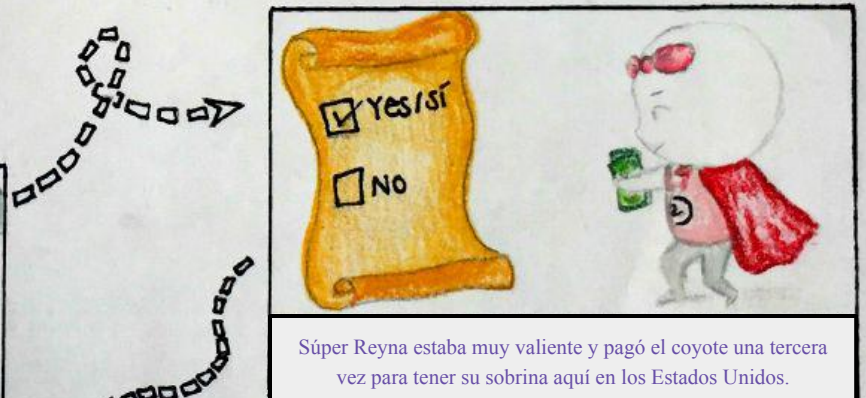 Yes/sí
NO
Súper Reyna estaba muy valiente y pagó el coyote una tercera
vez para tener su sobrina aquí en los Estados Unidos.